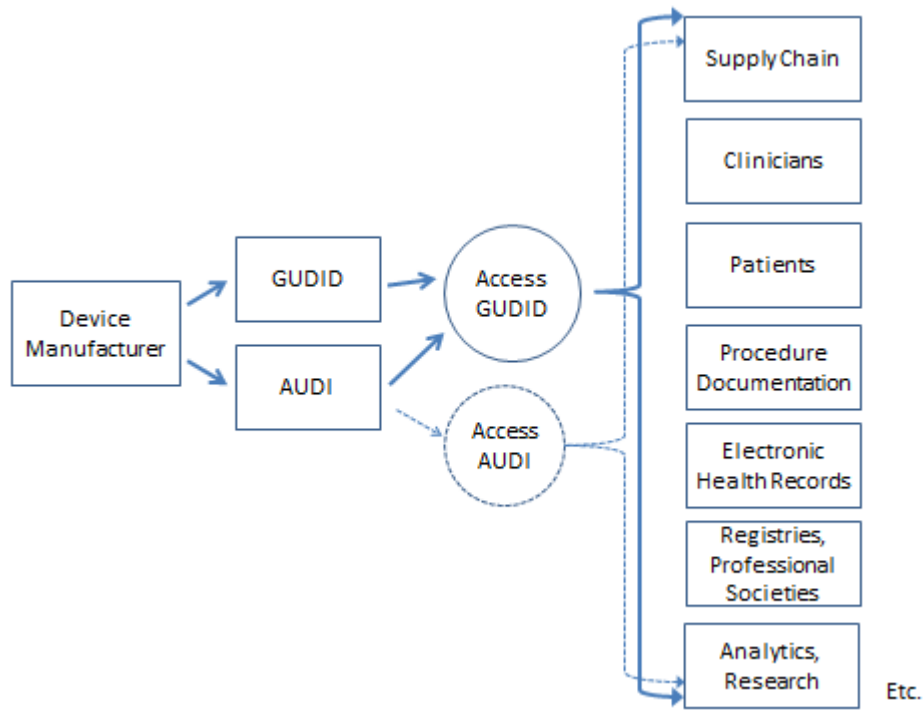 Device
Manufacturer
GUDID
AUDI
Access
GUDID
Access
AUDI
Supply Chain
Clinicians
Patients
Procedure
Documentation
Electronic
Health Records
Registries,
Professional
Societies
Analytics,
Research
Etc.